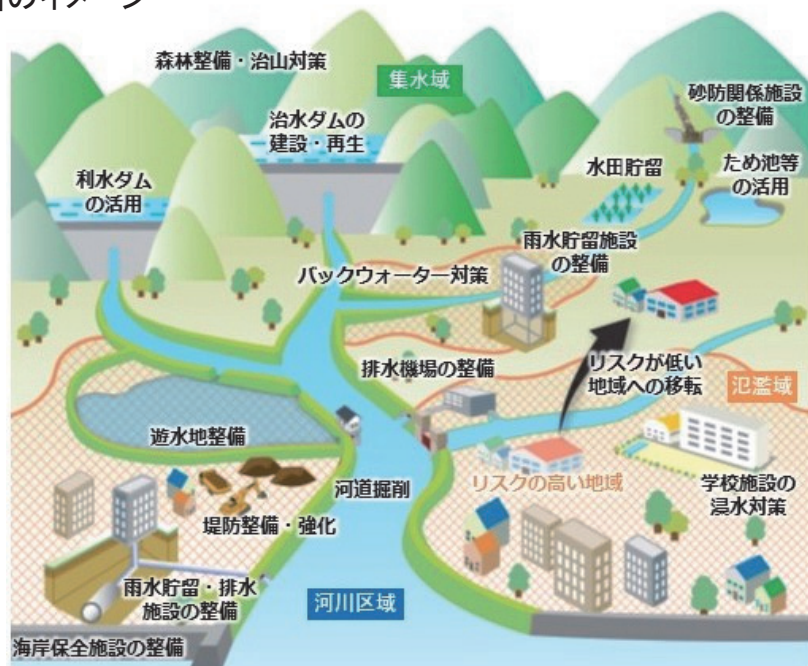 のイメージ
森林整備・治山対策
集水域
砂防関係施設
の整備
治水ダムの
建設・再生
水田貯留
ため池等
の活用
利水ダム
の活用
雨水貯留施設
の整備
バックウォーター対策
排水機場の整備
リスクが低い
地域への移転
氾濫域
遊水地整備
河道掘削
リスクの高い地域
学校施設の
浸水対策
堤防整備・強化
雨水貯留・排水
施設の整備
河川区域
海岸保全施設の整備